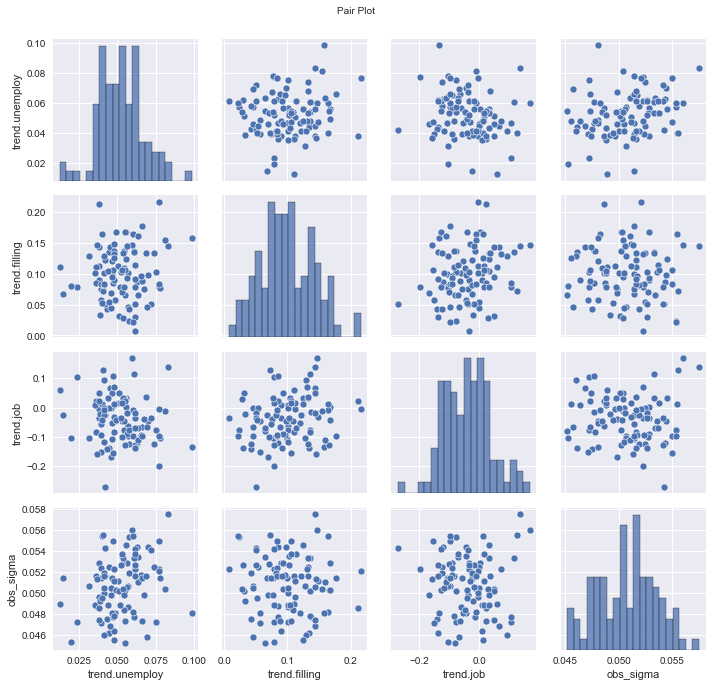 Pair Plot
0.10
0.08
0.06
0.04
0.02
trend.unemploy
0.20
0.15
0.10
0.05
0.00
trend.filling
0.1
0.0
−0.1
−0.2
trend.job
0.058
0.056
0.054
0.052
0.050
0.048
0.046
obs_sigma
0.025 0.050 0.075 0.100
trend.unemploy
0.0 0.1 0.2
trend.filling
−0.2 0.0
trend.job
0.045 0.050 0.055
obs_sigma